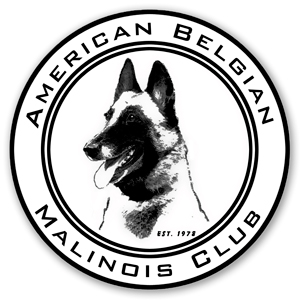 AMERICAN BELGIAN
EST. 1978
MALINOIS CLUB